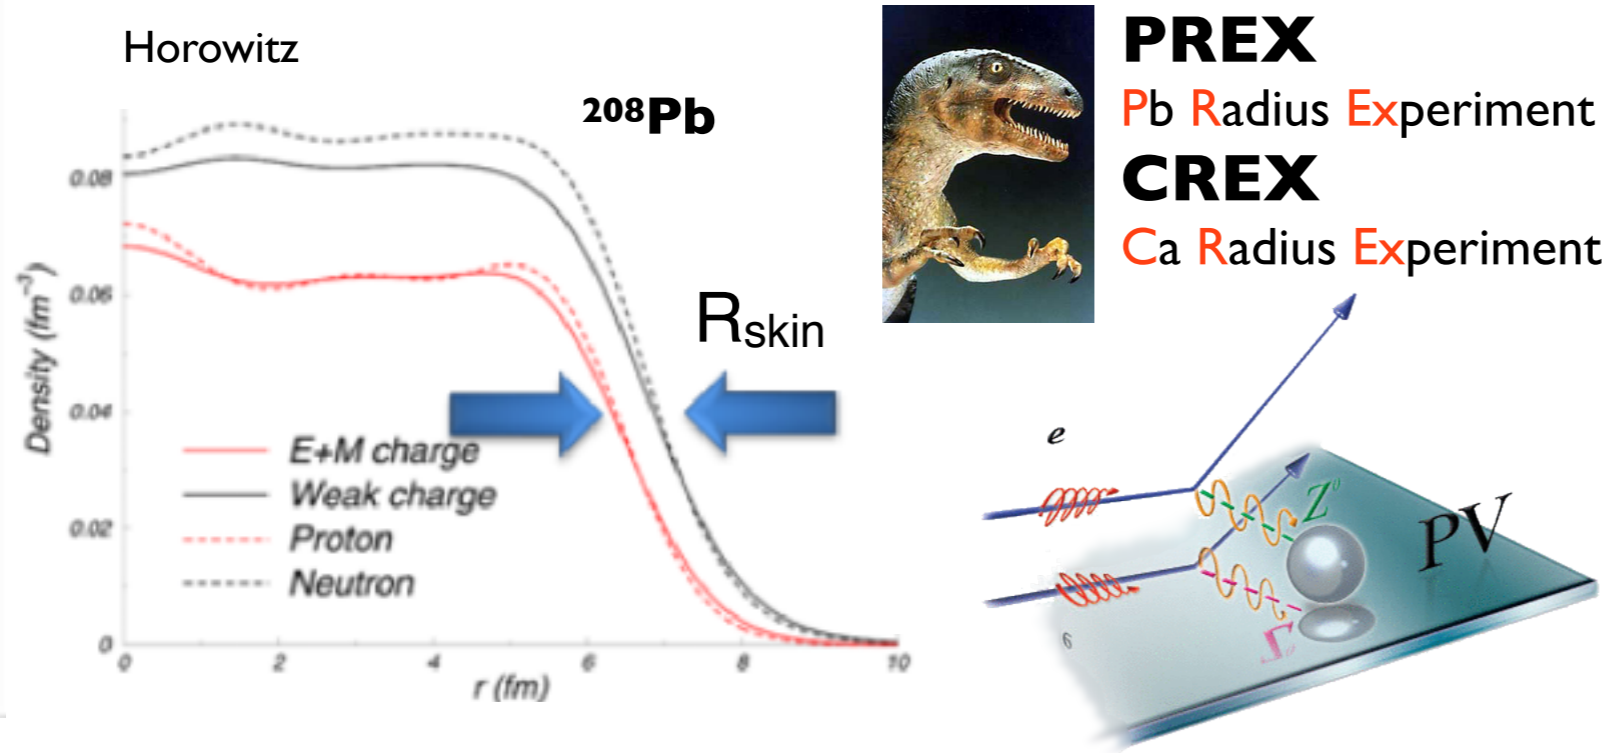 Horowitz
²⁰⁸Pb
PREX
Pb Radius Experiment
CREX
Ca Radius Experiment
Density (fm⁻³)
0.08
0.06
0.04
0.02
0
Rskin
E+M charge
Weak charge
Proton
Neutron
0 2 4 6 8 10
r (fm)
e
Z⁰
PV